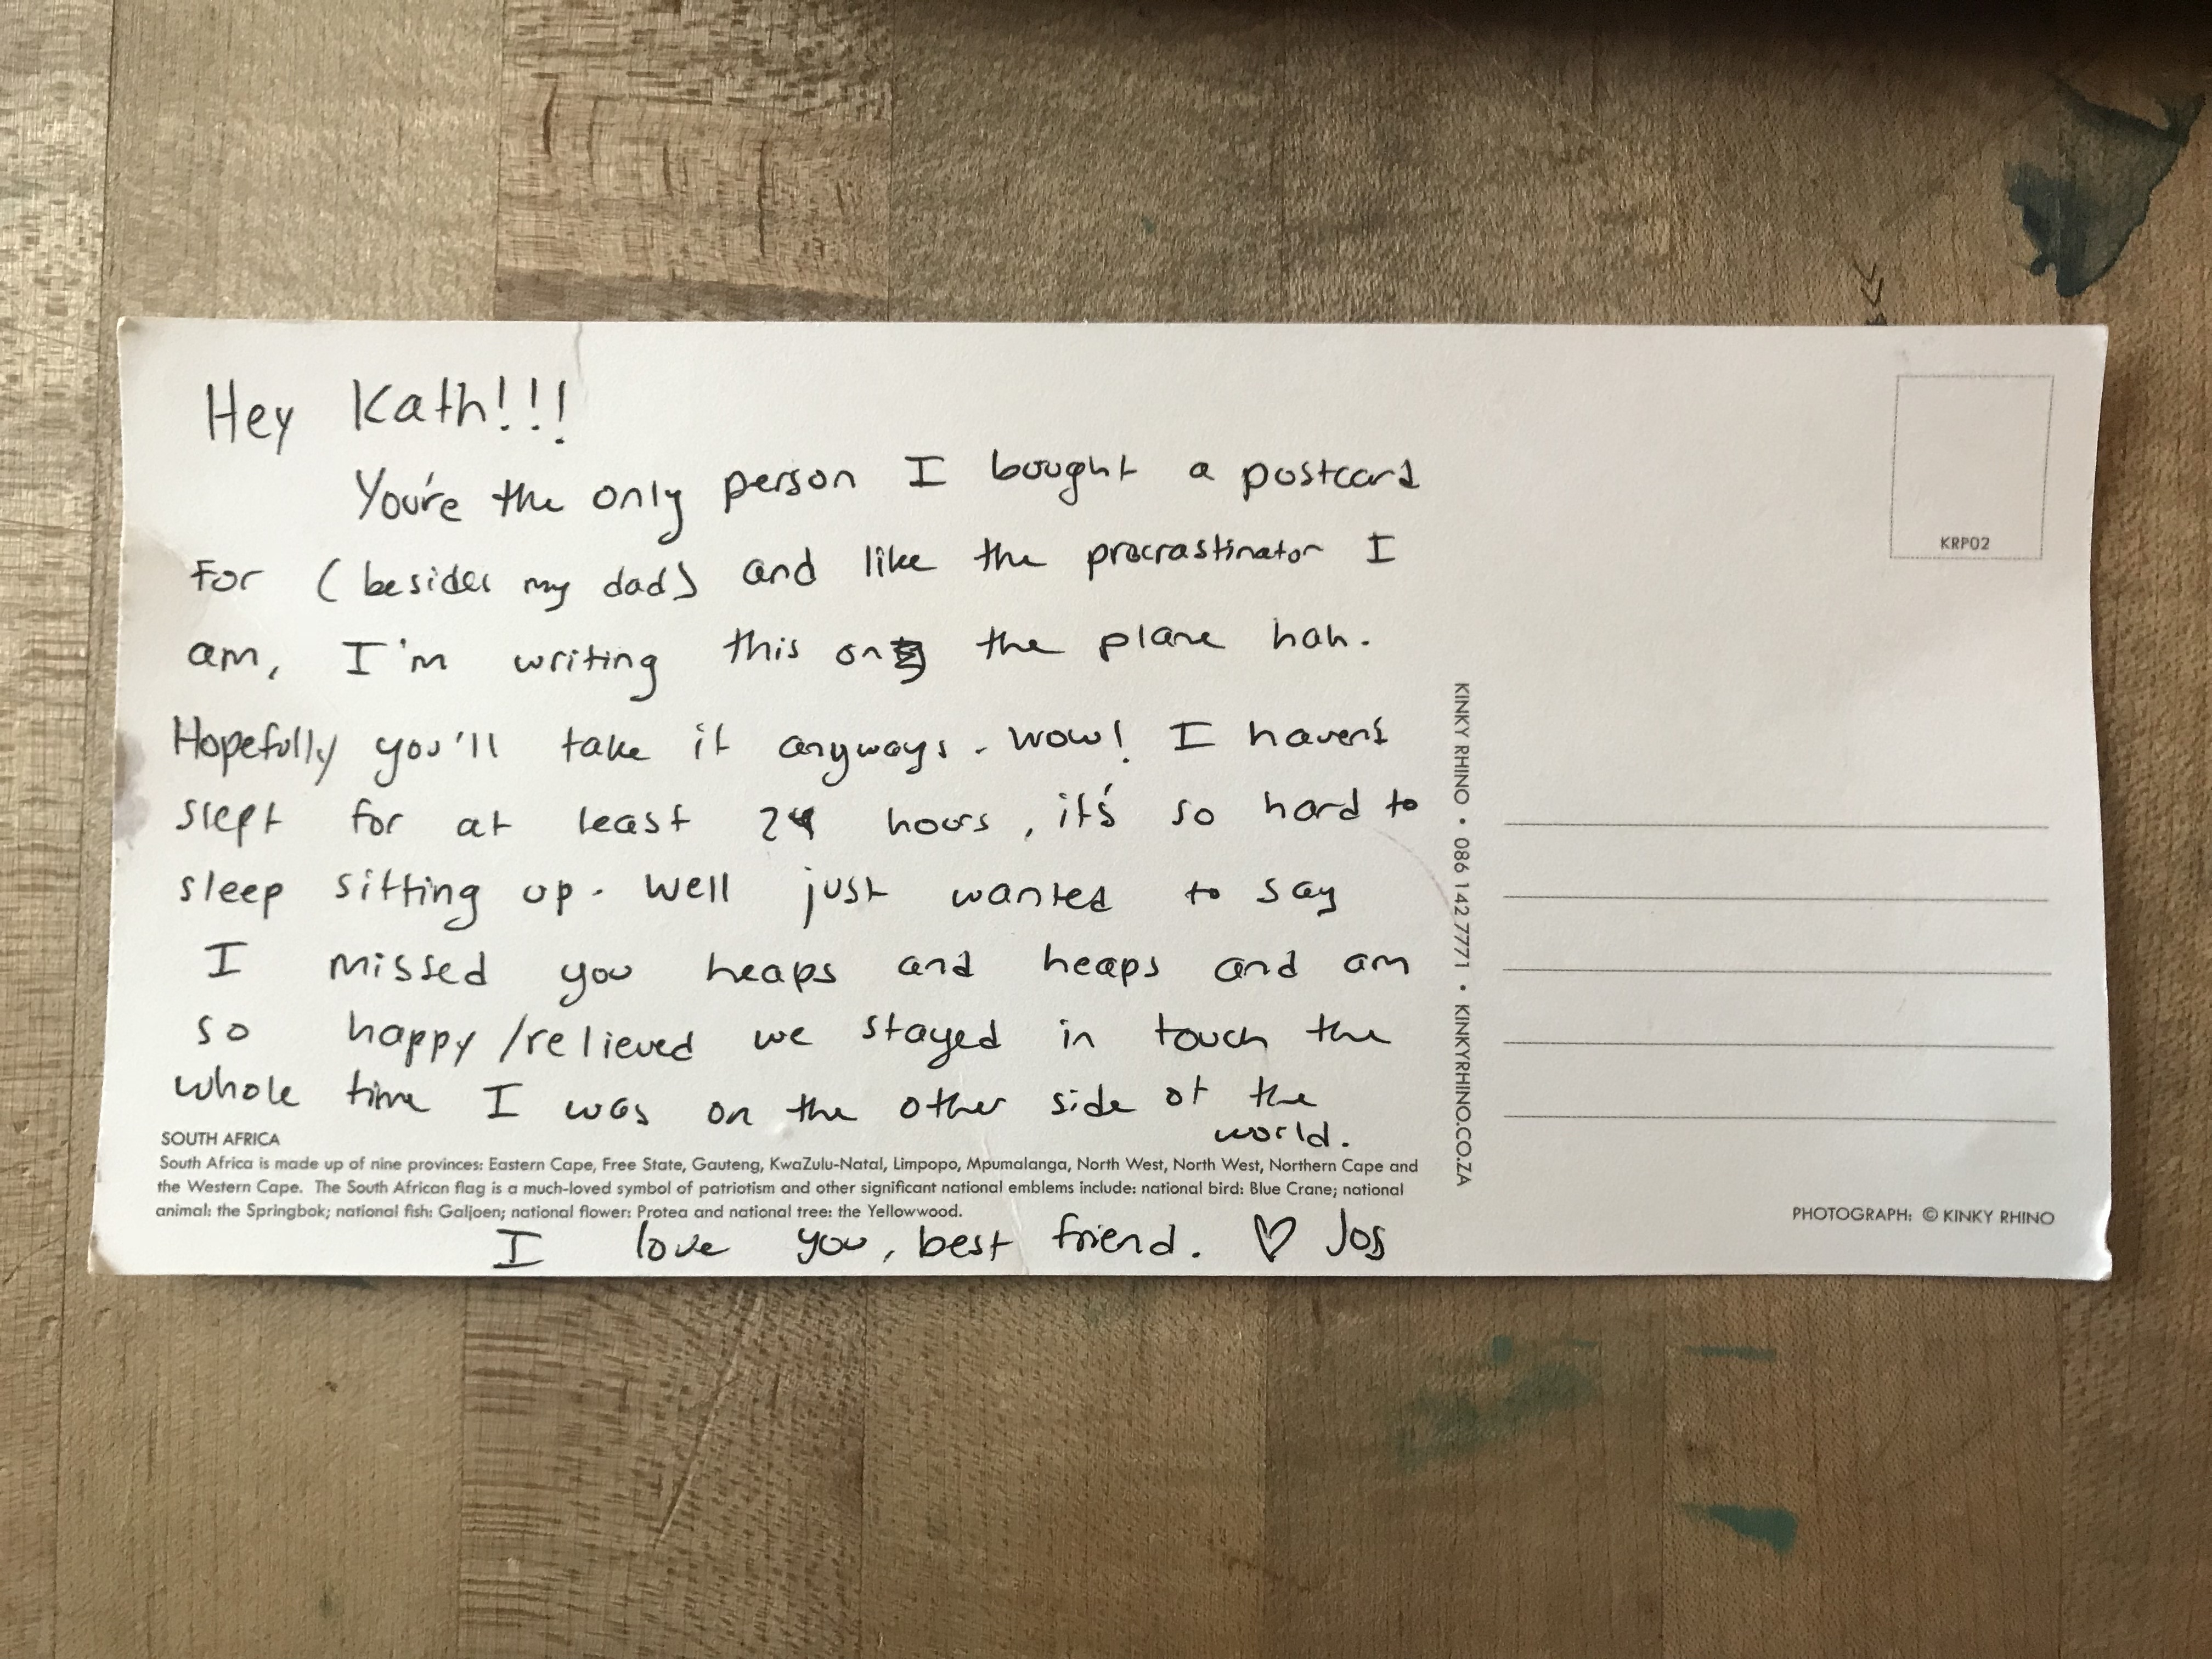 Hey Kath!!!
You're the only person I bought a postcard
For (besides my dad) and like the procrastinator I
am, I'm writing this on the plane hah.
Hopefully you'll take it anyways. Wow! I haven't
slept for at least 24 hours, it's so hard to
sleep sitting up. Well just wanted to say
I missed you heaps and heaps and am
so happy/relieved we stayed in touch the
whole time I was on the other side of the
world.
SOUTH AFRICA
South Africa is made up of nine provinces: Eastern Cape, Free State, Gauteng, KwaZulu-Natal, Limpopo, Mpumalanga, North West, North West, Northern Cape and
the Western Cape. The South African flag is a much-loved symbol of patriotism and other significant national emblems include: national bird: Blue Crane; national
animal: the Springbok; national fish: Galjoen; national flower: Protea and national tree: the Yellowwood.
I love you, best friend. ♡ Jos
KINKY RHINO • 086 142 7771 • KINKYRHINO.CO.ZA
KRP02
PHOTOGRAPH: © KINKY RHINO